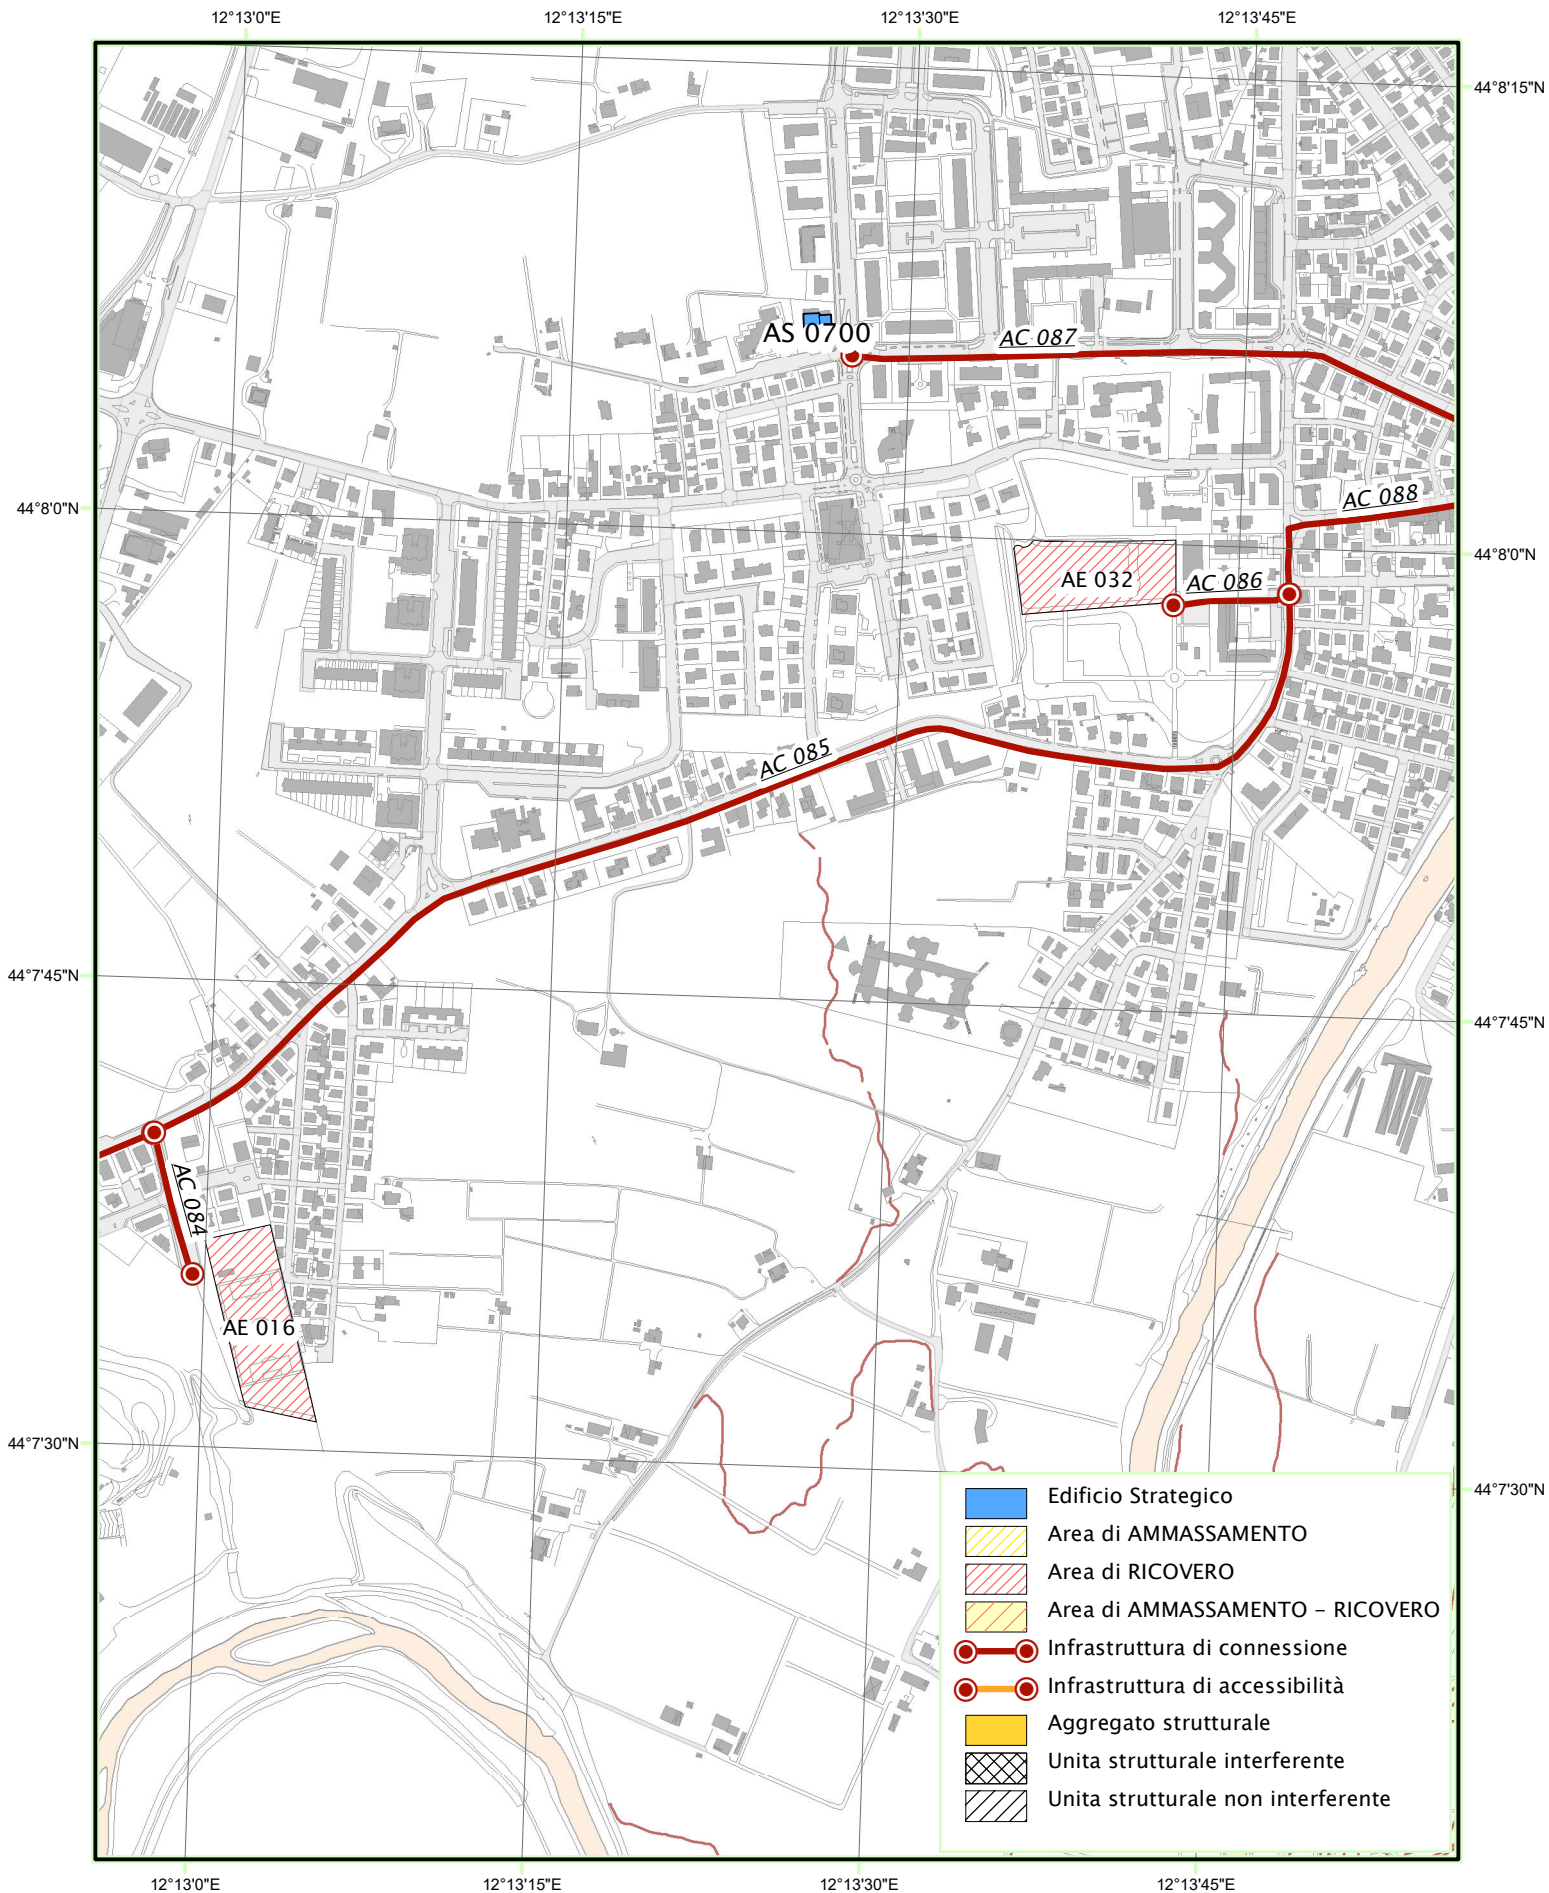 12°13'0"E
12°13'15"E
12°13'30"E
12°13'45"E
44°8'15"N
AS 0700
AC 087
AC 088
44°8'0"N
44°8'0"N
AE 032
AC 086
AC 085
44°7'45"N
44°7'45"N
AC 084
AE 016
44°7'30"N
44°7'30"N
Edificio Strategico
Area di AMMASSAMENTO
Area di RICOVERO
Area di AMMASSAMENTO - RICOVERO
Infrastruttura di connessione
Infrastruttura di accessibilità
Aggregato strutturale
Unita strutturale interferente
Unita strutturale non interferente
12°13'0"E
12°13'15"E
12°13'30"E
12°13'45"E